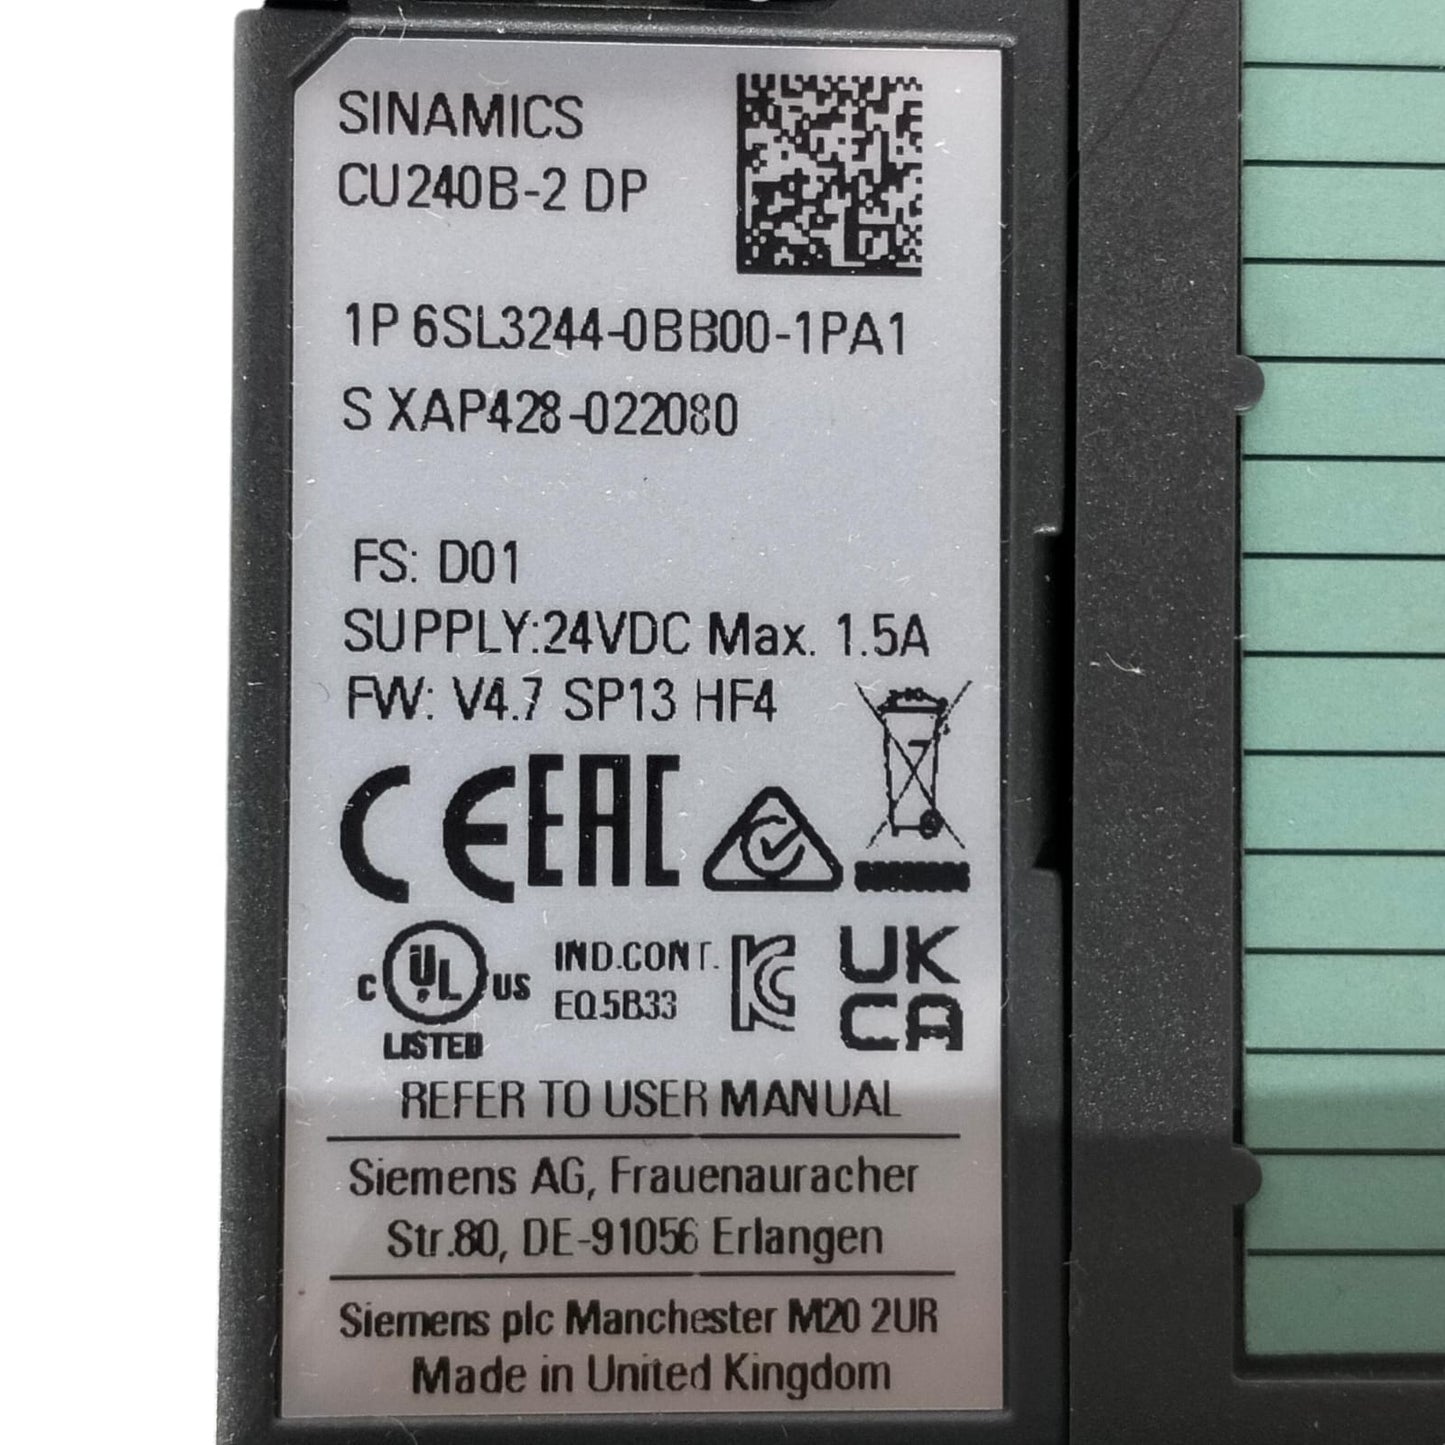 SINAMICS
CU240B-2 DP
1P 6SL3244-0BB00-1PA1
S XAP428-022080
FS: D01
SUPPLY:24VDC Max. 1.5A
FW: V4.7 SP13 HF4
CE EAC
C UL US
LISTED
IND.CONT.
EQ.5B33
UK
CA
REFER TO USER MANUAL
Siemens AG, Frauenauracher
Str.80, DE-91056 Erlangen
Siemens plc Manchester M20 2UR
Made in United Kingdom